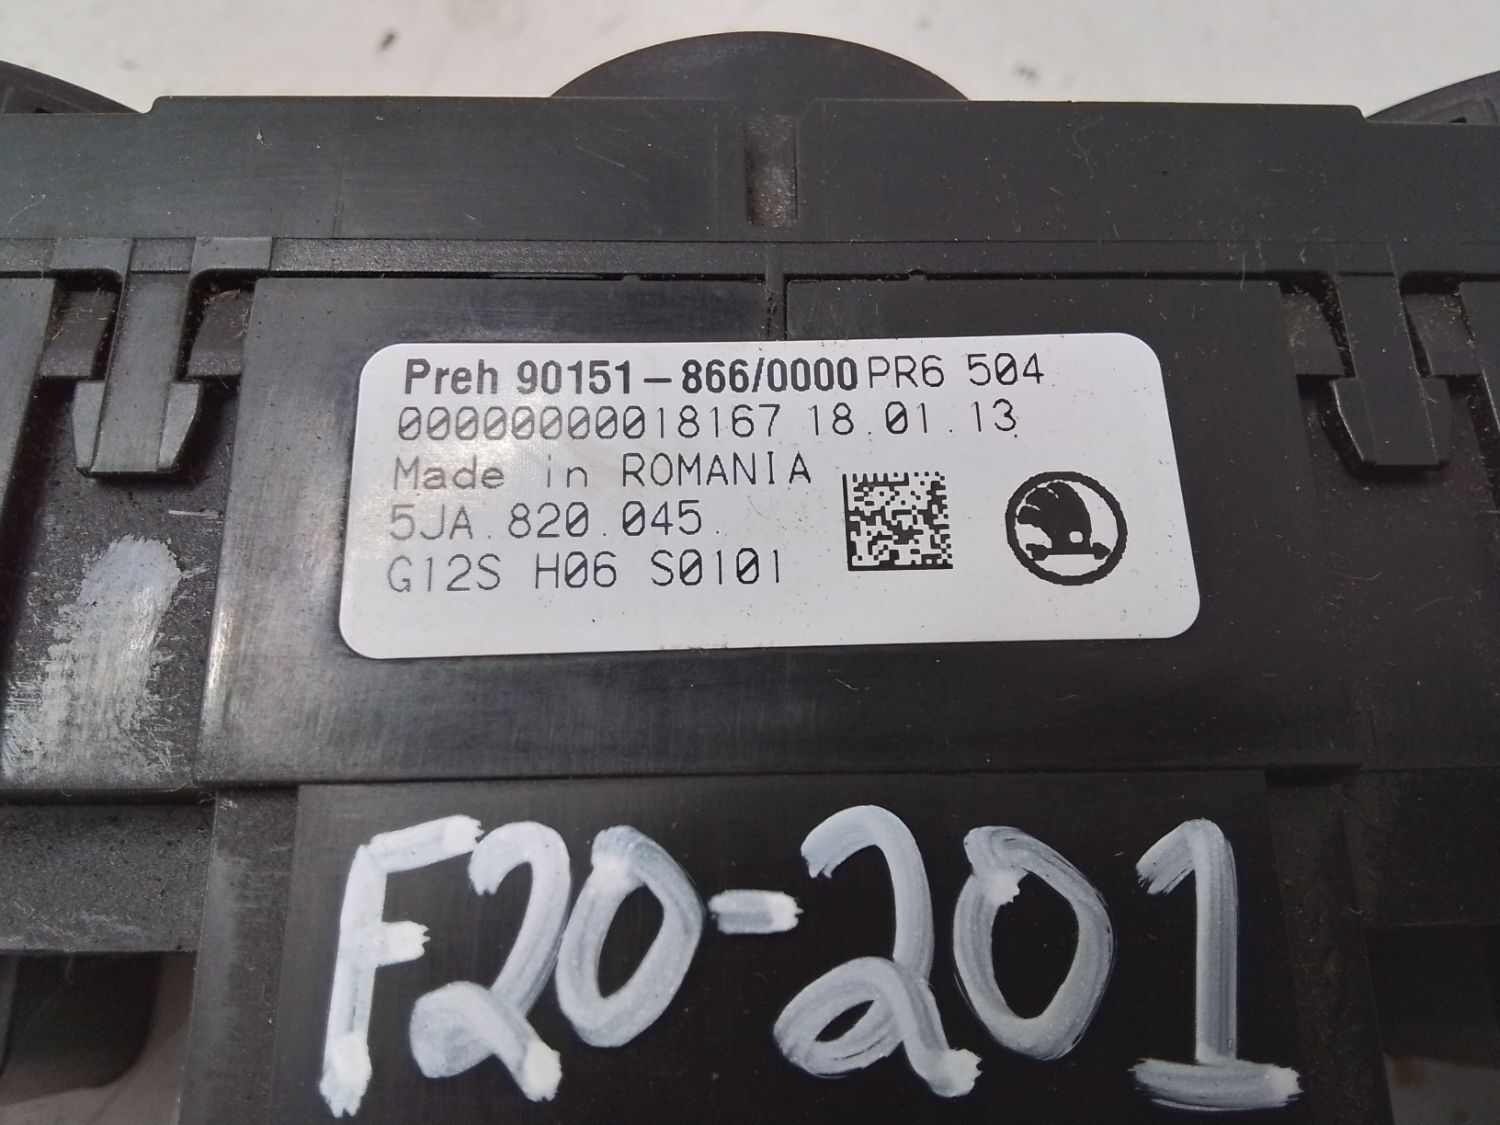 Preh 90151-866/0000 PR6 504
00000000018167 18.01.13
Made in ROMANIA
5JA.820.045.
G12S H06 S0101
F20-201